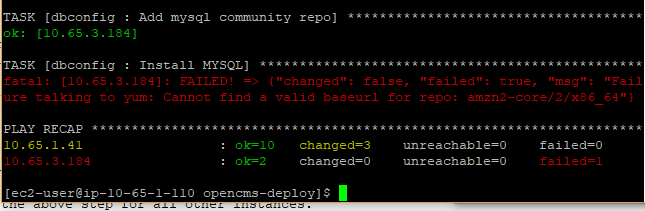 TASK [dbconfig : Add mysql community repo] *************************************
ok: [10.65.3.184]
TASK [dbconfig : Install MYSQL] ************************************************
fatal: [10.65.3.184]: FAILED! => {"changed": false, "failed": true, "msg": "Fail
ure talking to yum: Cannot find a valid baseurl for repo: amzn2-core/2/x86_64"}
PLAY RECAP *********************************************************************
10.65.1.41 : ok=10 changed=3 unreachable=0 failed=0
10.65.3.184 : ok=2 changed=0 unreachable=0 failed=1
[ec2-user@ip-10-65-1-110 opencms-deploy]$
the above step for all other instances.